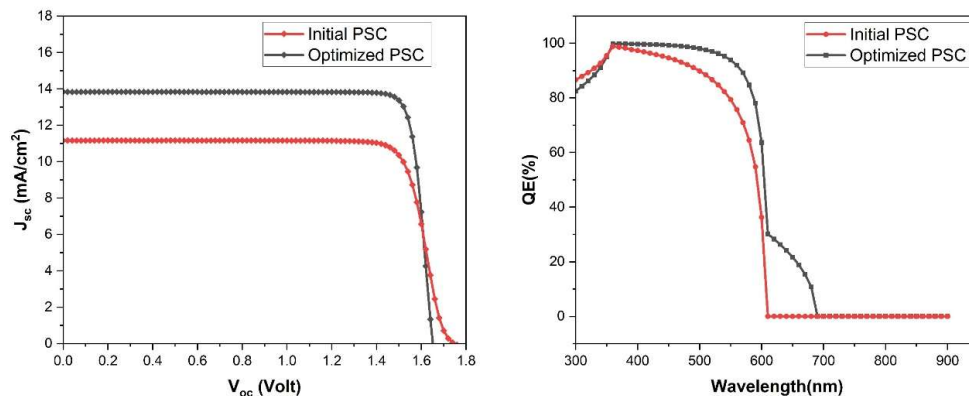 Initial PSC
Optimized PSC
18
16
14
12
10
8
6
4
2
0
J_sc (mA/cm²)
0.0 0.2 0.4 0.6 0.8 1.0 1.2 1.4 1.6 1.8
V_oc (Volt)
Initial PSC
Optimized PSC
100
80
60
40
20
0
QE(%)
300 400 500 600 700 800 900
Wavelength(nm)